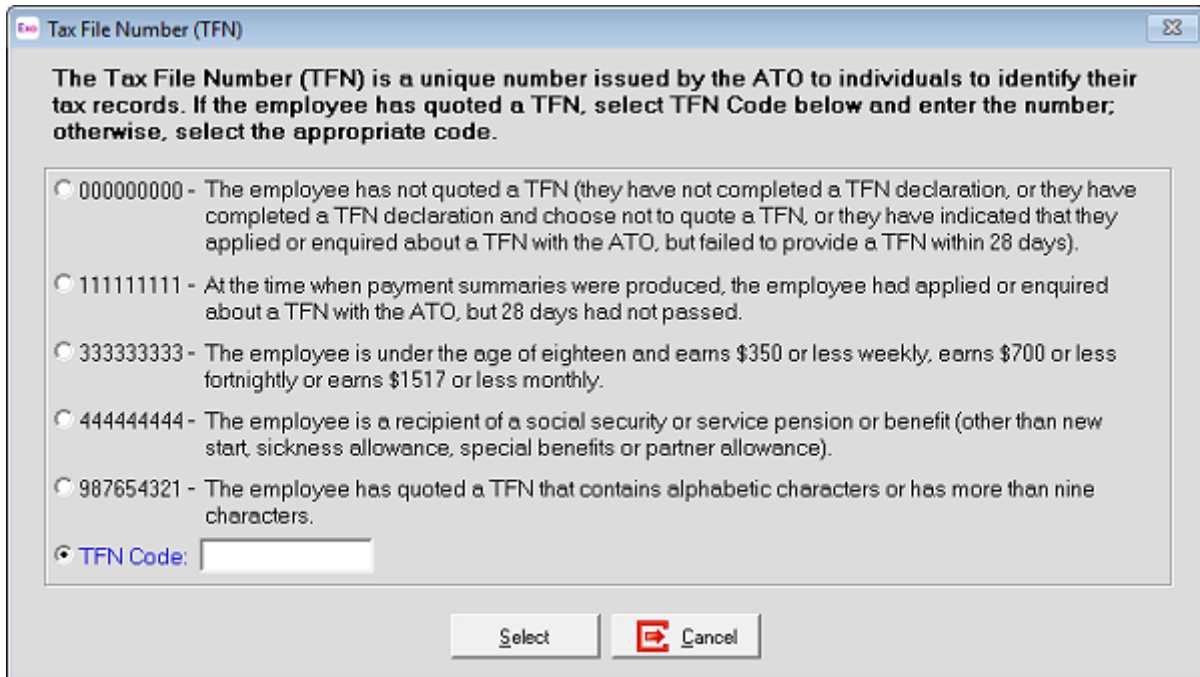 Exo Tax File Number (TFN)
The Tax File Number (TFN) is a unique number issued by the ATO to individuals to identify their
tax records. If the employee has quoted a TFN, select TFN Code below and enter the number;
otherwise, select the appropriate code.
000000000 - The employee has not quoted a TFN (they have not completed a TFN declaration, or they have
completed a TFN declaration and choose not to quote a TFN, or they have indicated that they
applied or enquired about a TFN with the ATO, but failed to provide a TFN within 28 days).
111111111 - At the time when payment summaries were produced, the employee had applied or enquired
about a TFN with the ATO, but 28 days had not passed.
333333333 - The employee is under the age of eighteen and earns $350 or less weekly, earns $700 or less
fortnightly or earns $1517 or less monthly.
444444444 - The employee is a recipient of a social security or service pension or benefit (other than new
start, sickness allowance, special benefits or partner allowance).
987654321 - The employee has quoted a TFN that contains alphabetic characters or has more than nine
characters.
TFN Code:
Select Cancel